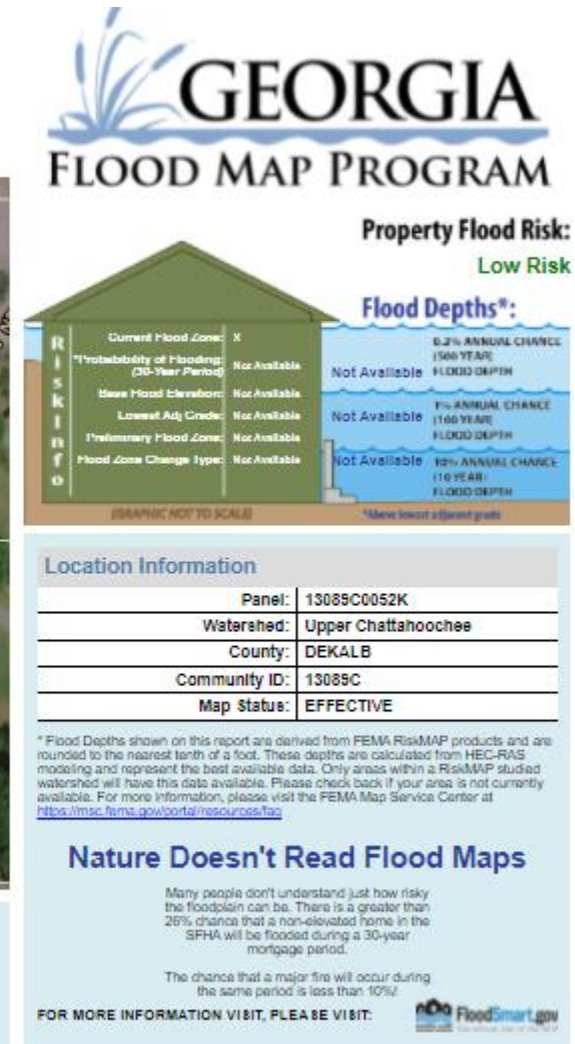 GEORGIA
FLOOD MAP PROGRAM
Property Flood Risk:
Low Risk
Flood Depths*:
Risk Info
Current Flood Zone: X
*Probability of Flooding: Not Available
(30-Year Period)
Base Flood Elevation: Not Available
Lowest Adj Grade: Not Available
Preliminary Flood Zone: Not Available
Flood Zone Change Type: Not Available
Not Available
0.2% ANNUAL CHANCE
(500 YEAR)
FLOOD DEPTH
Not Available
1% ANNUAL CHANCE
(100 YEAR)
FLOOD DEPTH
Not Available
10% ANNUAL CHANCE
(10 YEAR)
FLOOD DEPTH
(GRAPHIC NOT TO SCALE)
*Above lowest adjacent grade
Location Information
Panel: 13089C0052K
Watershed: Upper Chattahoochee
County: DEKALB
Community ID: 13089C
Map Status: EFFECTIVE
* Flood Depths shown on this report are derived from FEMA RiskMAP products and are
rounded to the nearest tenth of a foot. These depths are calculated from HEC-RAS
modeling and represent the best available data. Only areas within a RiskMAP studied
watershed will have this data available. Please check back if your area is not currently
available. For more information, please visit the FEMA Map Service Center at
https://msc.fema.gov/portal/resources/faq
Nature Doesn't Read Flood Maps
Many people don't understand just how risky
the floodplain can be. There is a greater than
26% chance that a non-elevated home in the
SFHA will be flooded during a 30-year
mortgage period.
The chance that a major fire will occur during
the same period is less than 10%!
FOR MORE INFORMATION VISIT, PLEASE VISIT:
FloodSmart.gov